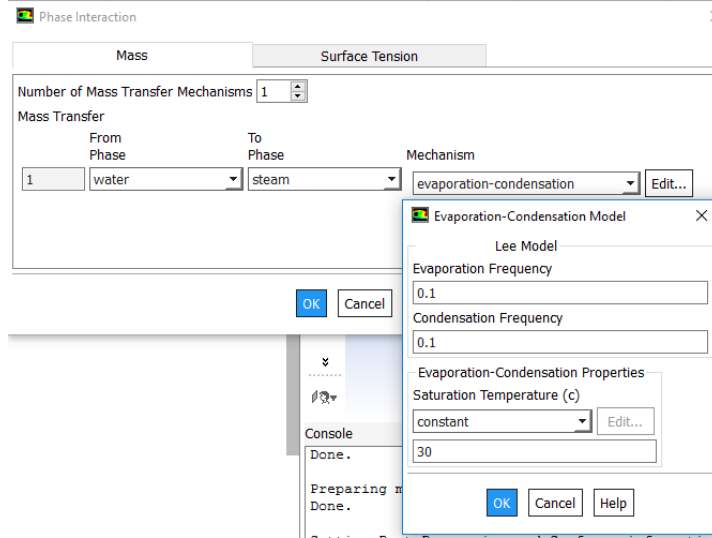 Phase Interaction
Mass
Surface Tension
Number of Mass Transfer Mechanisms 1
Mass Transfer
From Phase
To Phase
Mechanism
1 water steam evaporation-condensation Edit...
Evaporation-Condensation Model
Lee Model
Evaporation Frequency
0.1
Condensation Frequency
0.1
Evaporation-Condensation Properties
Saturation Temperature (c)
constant Edit...
30
OK Cancel Help
OK Cancel
Console
Done.
Preparing m
Done.